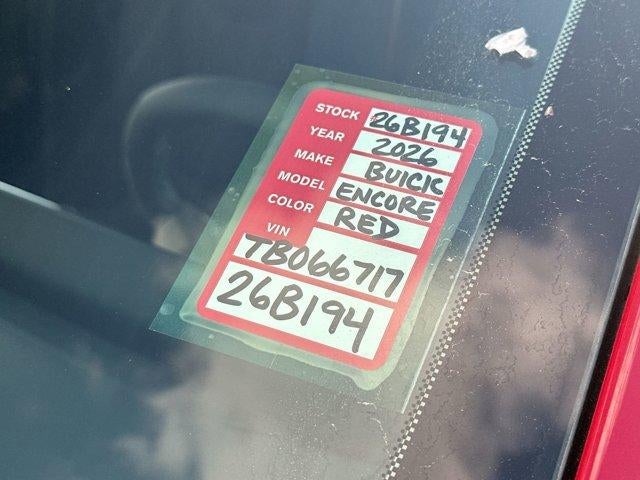 STOCK 26B194
YEAR 2026
MAKE BUICK
MODEL ENCORE
COLOR RED
VIN
TB066717
26B194